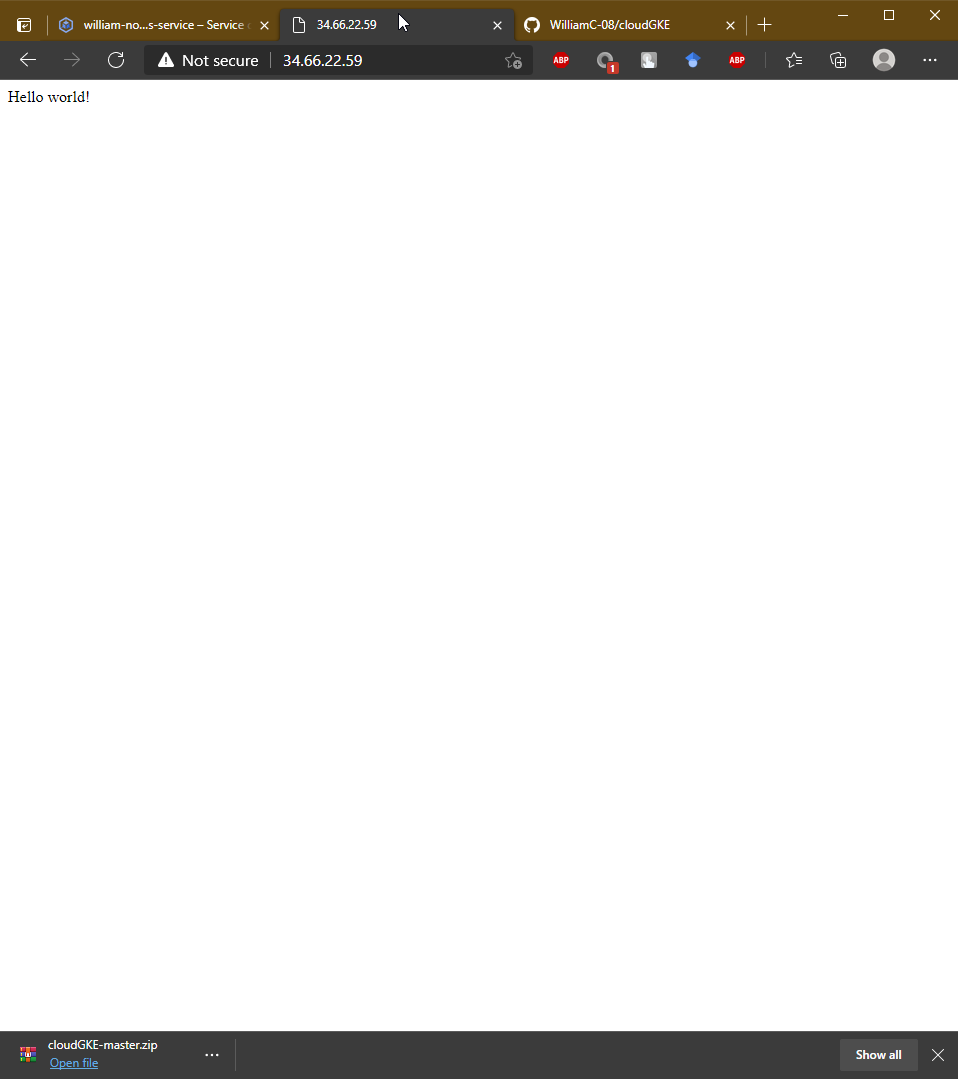 william-no...s-service – Service
34.66.22.59
WilliamC-08/cloudGKE
Not secure
34.66.22.59
ABP
1
ABP
Hello world!
cloudGKE-master.zip
Open file
Show all